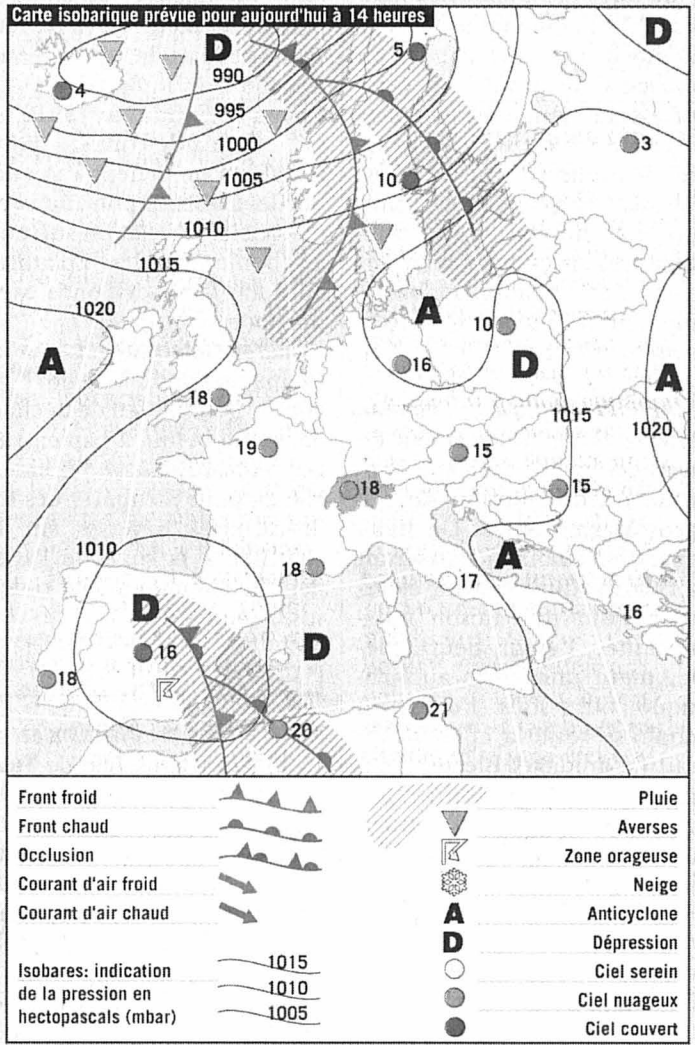 Carte isobarique prévue pour aujourd'hui à 14 heures
D
D
5
990
4
995
3
1000
1005
10
1010
1015
1020
A
10
A
D
A
16
18
1015
1020
19
15
18
15
1010
A
18
17
D
16
16
D
18
20
21
Front froid
Front chaud
Occlusion
Courant d'air froid
Courant d'air chaud
Isobares: indication
de la pression en
hectopascals (mbar)
1015
1010
1005
Pluie
Averses
Zone orageuse
Neige
A Anticyclone
D Dépression
Ciel serein
Ciel nuageux
Ciel couvert